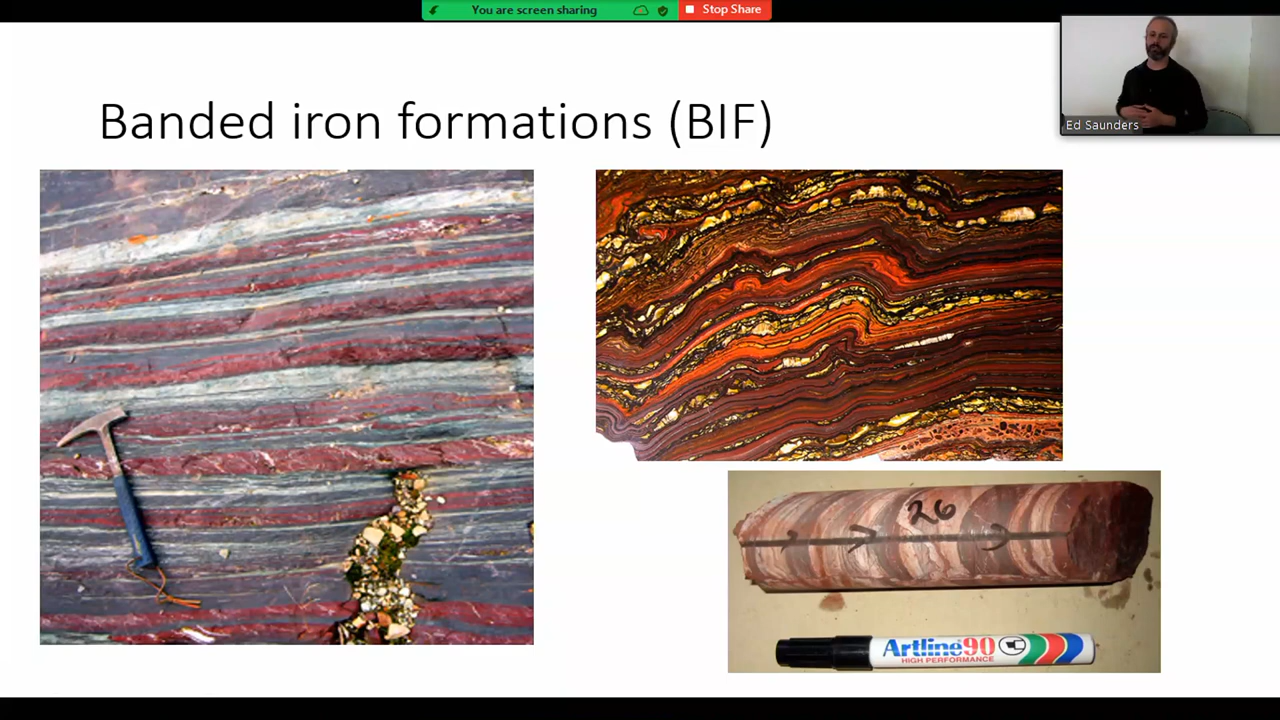 You are screen sharing
Stop Share
Ed Saunders
Banded iron formations (BIF)
26
Artline 90
HIGH PERFORMANCE